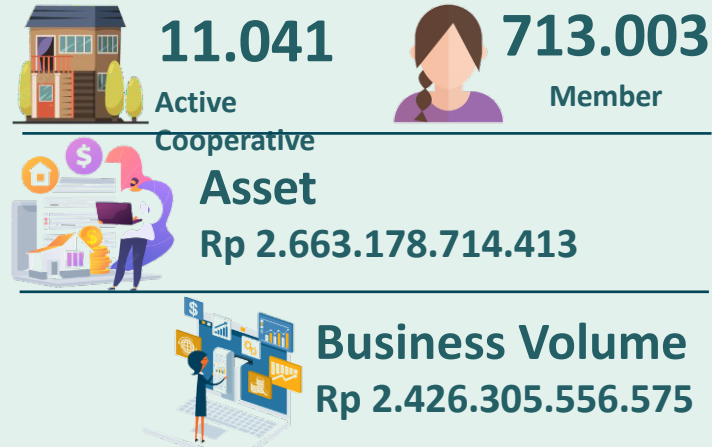 11.041
Active
Cooperative
713.003
Member
Asset
Rp 2.663.178.714.413
Business Volume
Rp 2.426.305.556.575